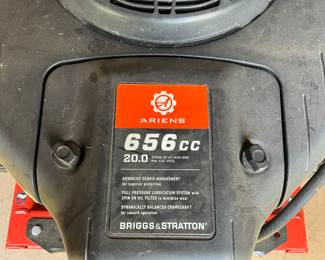 ARIENS
656cc
20.0
ADVANCED DEBRIS MANAGEMENT
for superior protection
FULL PRESSURE LUBRICATION SYSTEM with
SPIN ON OIL FILTER to minimize wear
DYNAMICALLY BALANCED CRANKSHAFT
for smooth operation
BRIGGS&STRATTON